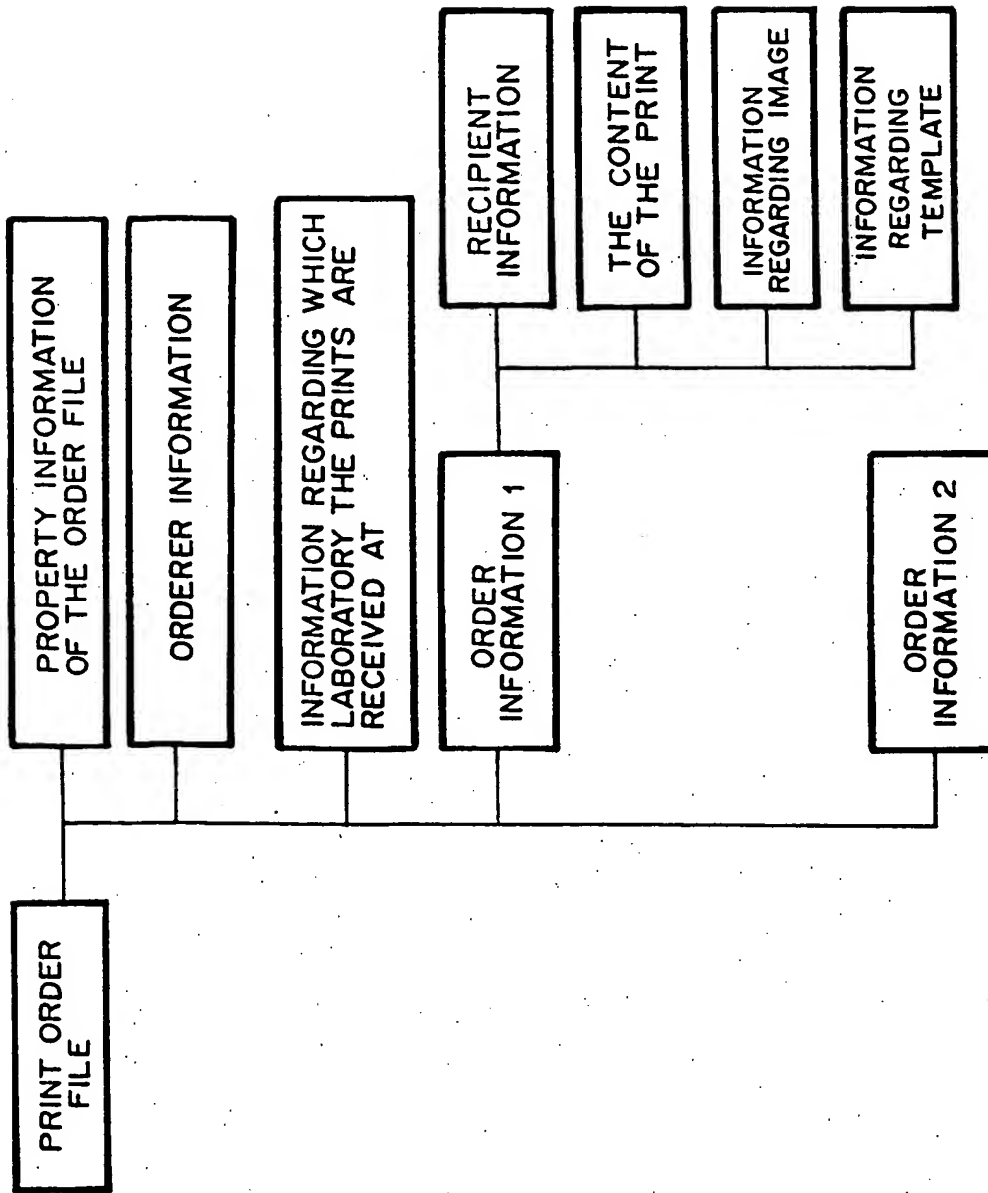 PRINT ORDER
FILE
PROPERTY INFORMATION
OF THE ORDER FILE
ORDERER INFORMATION
INFORMATION REGARDING WHICH
LABORATORY THE PRINTS ARE
RECEIVED AT
ORDER
INFORMATION 1
RECIPIENT
INFORMATION
THE CONTENT
OF THE PRINT
INFORMATION
REGARDING IMAGE
INFORMATION
REGARDING
TEMPLATE
ORDER
INFORMATION 2